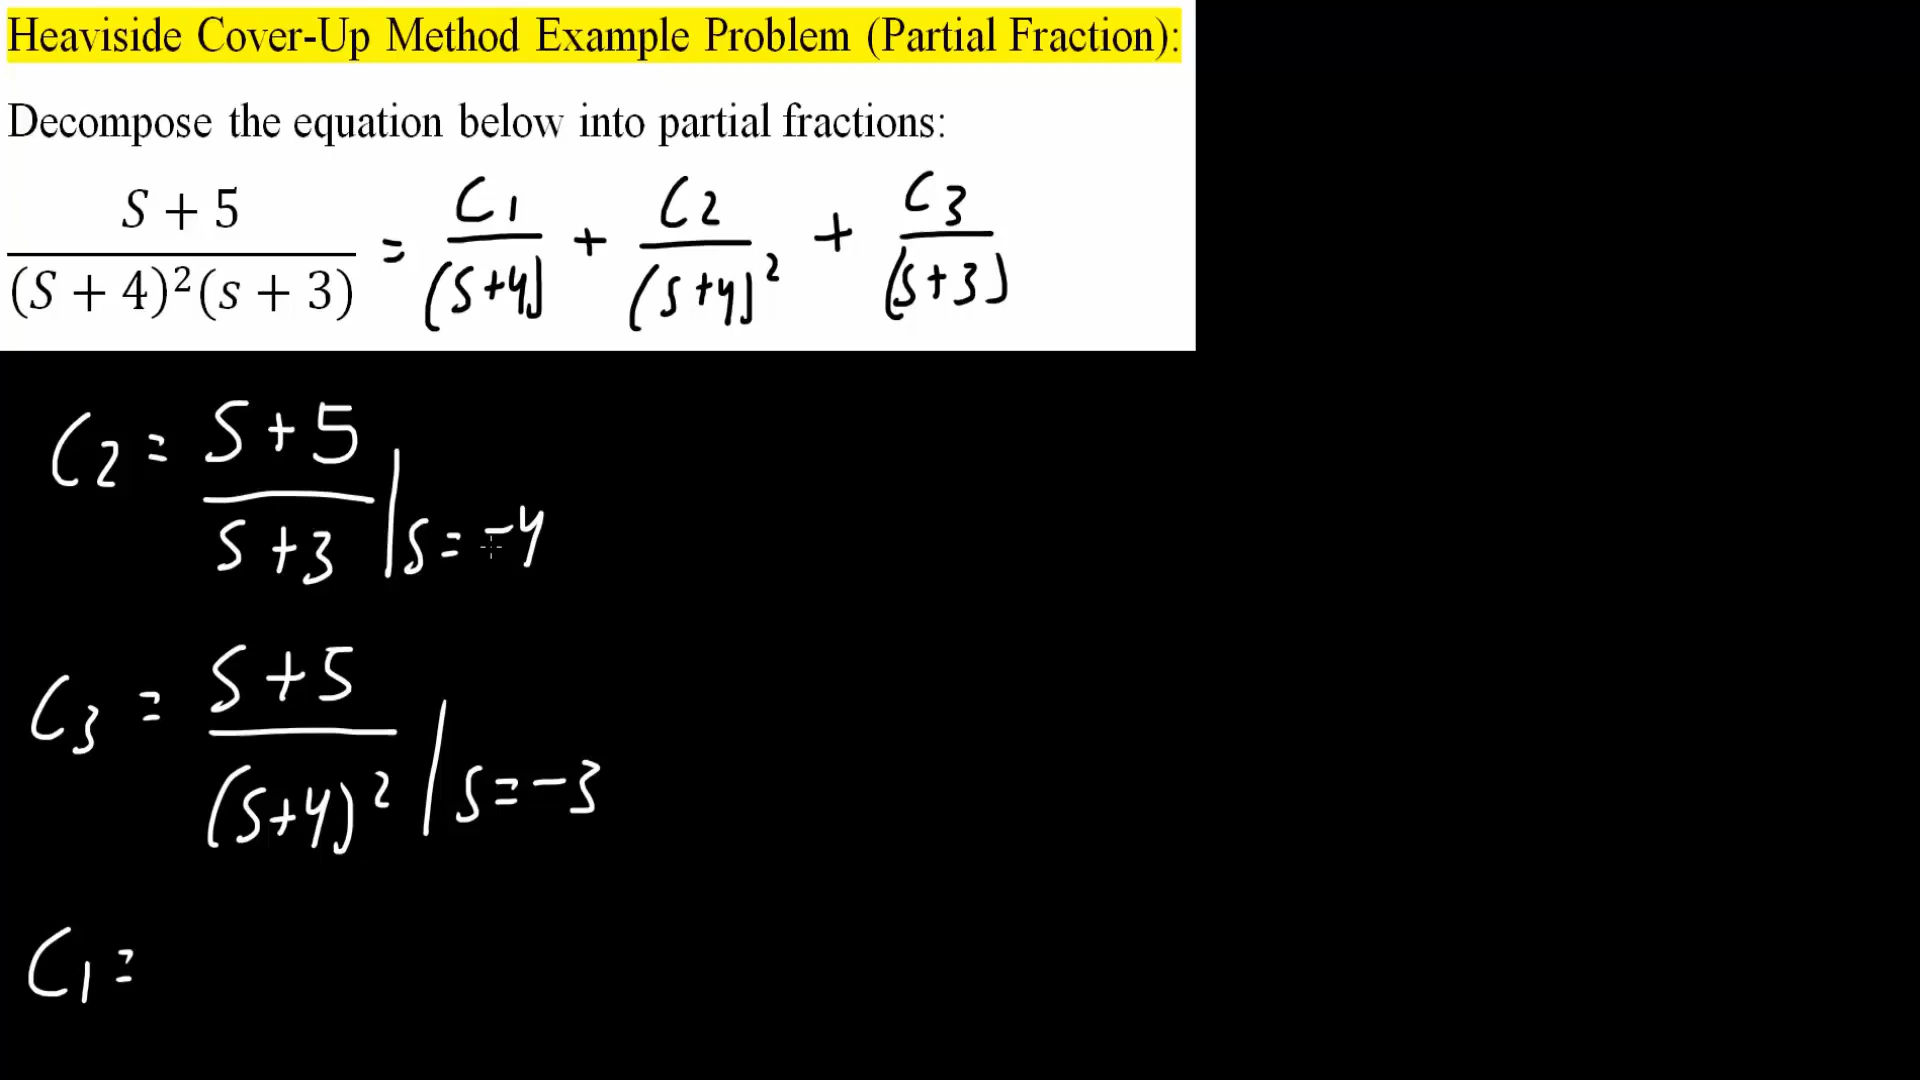 Heaviside Cover-Up Method Example Problem (Partial Fraction):
Decompose the equation below into partial fractions:
S + 5 / (S + 4)²(s + 3) = C1 / (S+4) + C2 / (S+4)² + C3 / (S+3)
C2 = S+5 / S+3 | S=-4
C3 = S+5 / (S+4)² | S=-3
C1 =